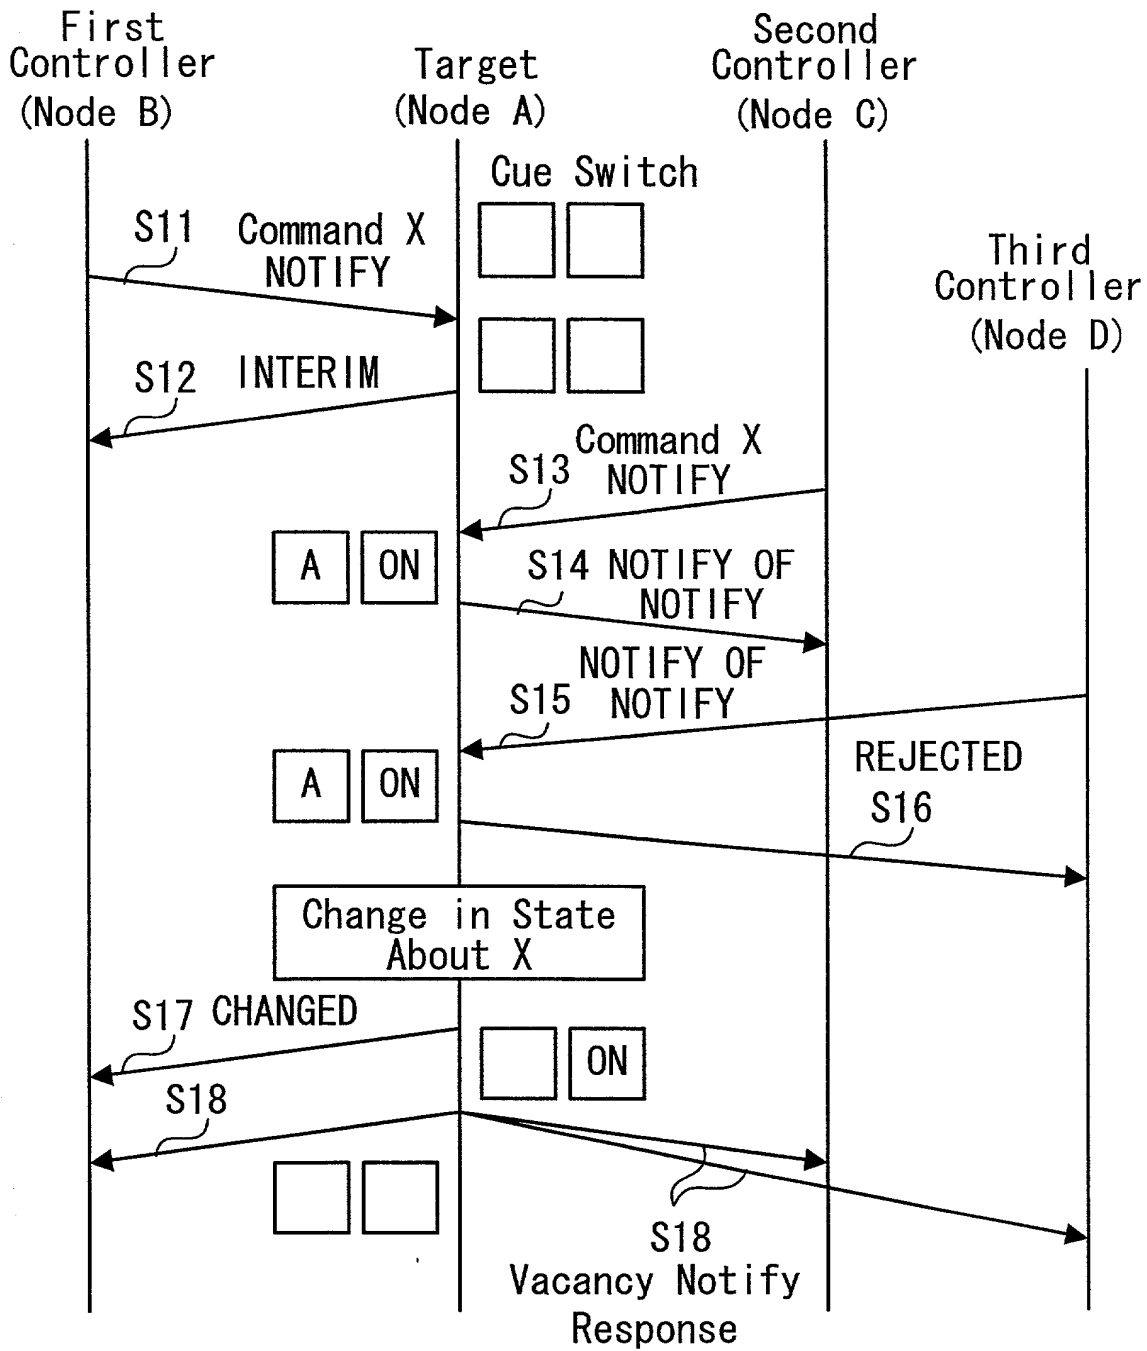 First
Controller
(Node B)
Target
(Node A)
Second
Controller
(Node C)
Third
Controller
(Node D)
Cue Switch
S11
Command X
NOTIFY
S12
INTERIM
Command X
NOTIFY
S13
A
ON
S14
NOTIFY OF
NOTIFY
NOTIFY OF
NOTIFY
S15
A
ON
REJECTED
S16
Change in State
About X
S17
CHANGED
ON
S18
S18
Vacancy Notify
Response